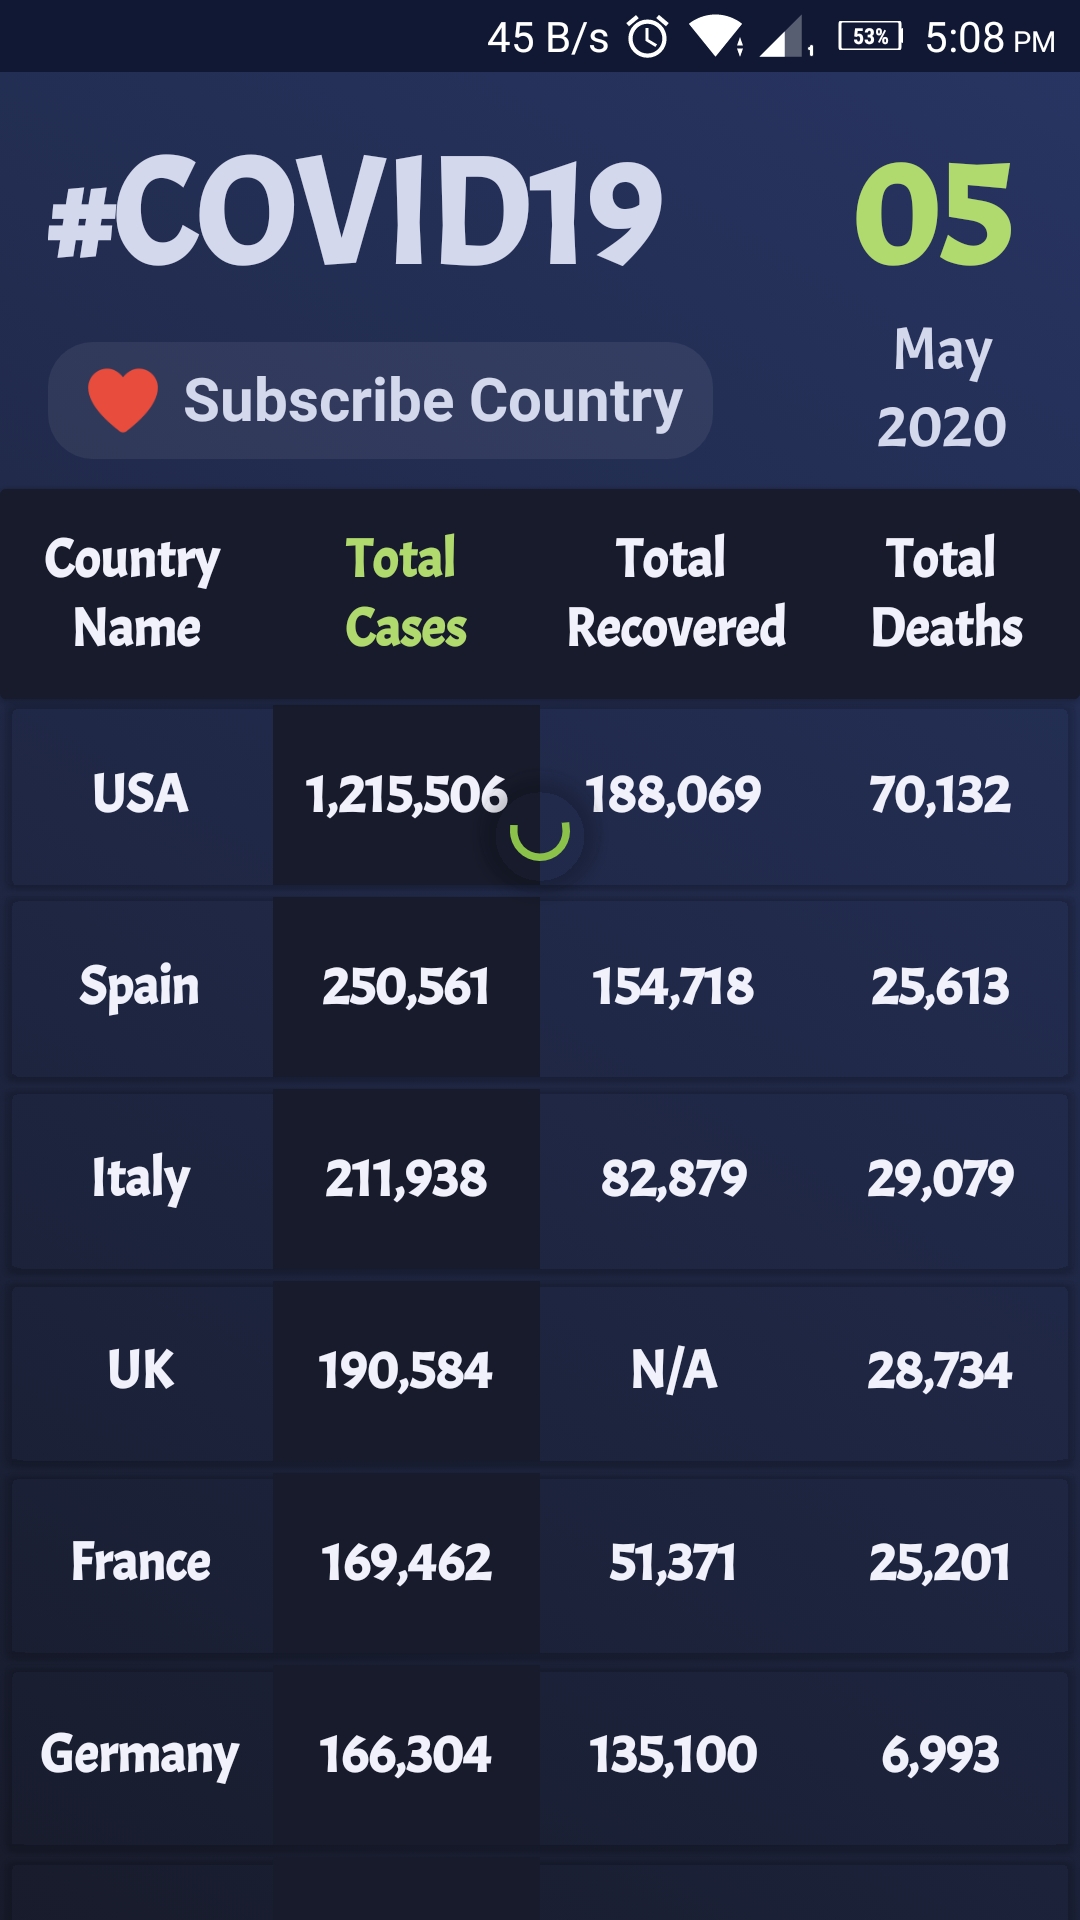 45 B/s 1 53% 5:08 PM
#COVID19 05
May
Subscribe Country
2020
Country Total Total Total
Name Cases Recovered Deaths
USA 1,215,506 188,069 70,132
Spain 250,561 154,718 25,613
Italy 211,938 82,879 29,079
UK 190,584 N/A 28,734
France 169,462 51,371 25,201
Germany 166,304 135,100 6,993